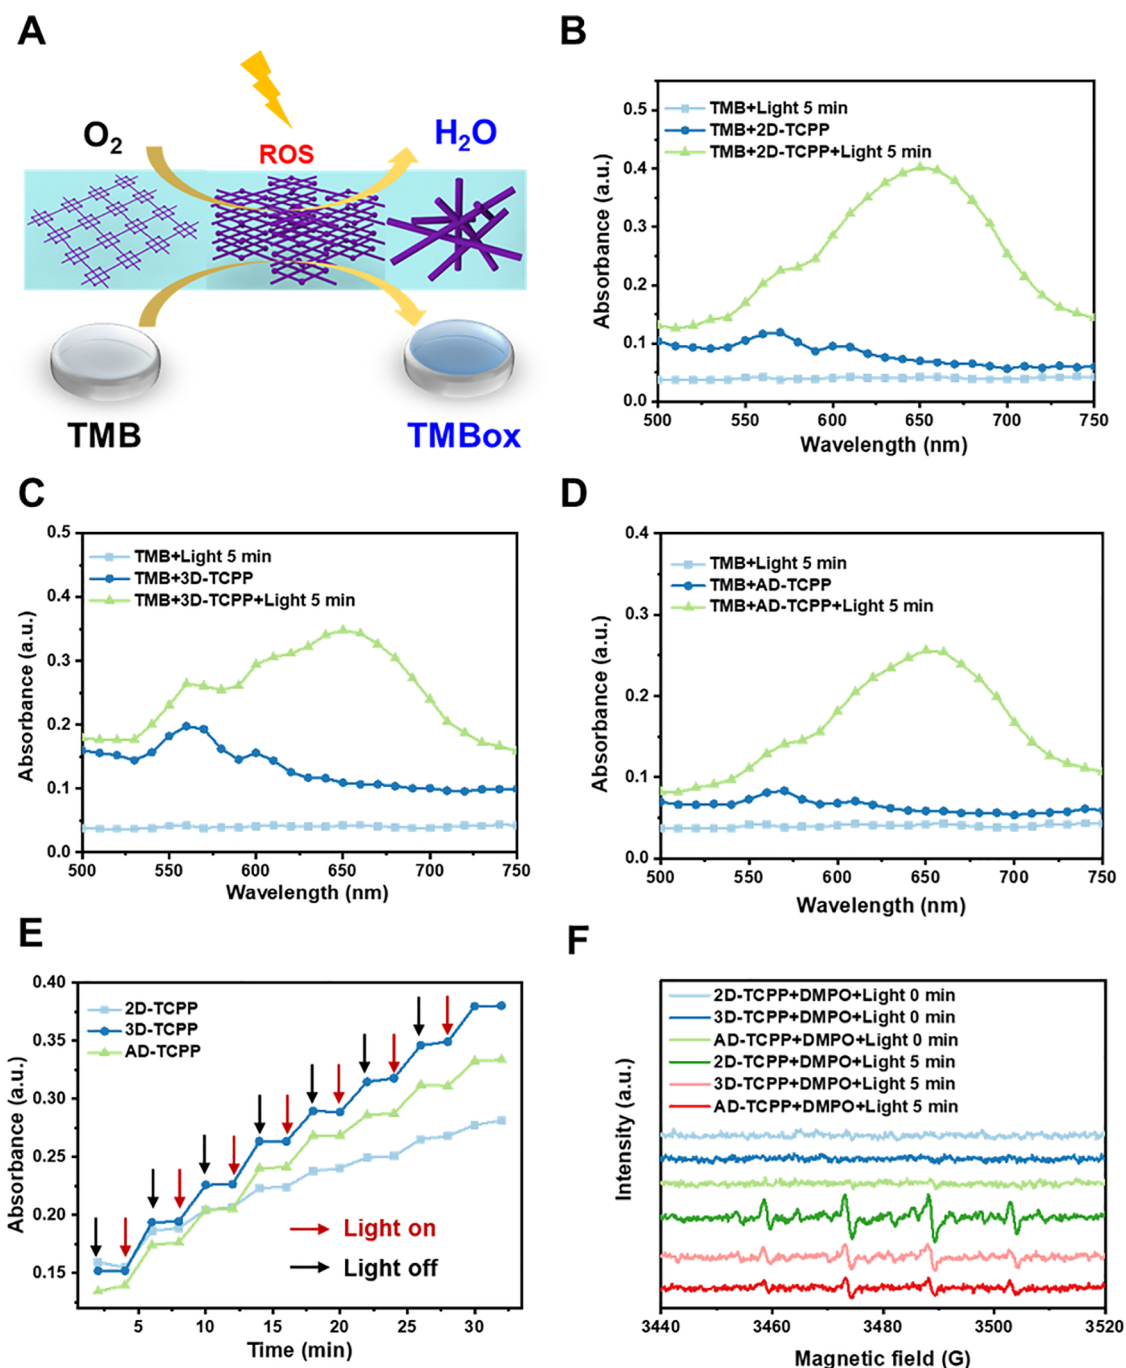 A
O2
ROS
H2O
TMB
TMBox
B
TMB+Light 5 min
TMB+2D-TCPP
TMB+2D-TCPP+Light 5 min
Absorbance (a.u.)
0.5
0.4
0.3
0.2
0.1
0.0
500 550 600 650 700 750
Wavelength (nm)
C
TMB+Light 5 min
TMB+3D-TCPP
TMB+3D-TCPP+Light 5 min
Absorbance (a.u.)
0.5
0.4
0.3
0.2
0.1
0.0
500 550 600 650 700 750
Wavelength (nm)
D
TMB+Light 5 min
TMB+AD-TCPP
TMB+AD-TCPP+Light 5 min
Absorbance (a.u.)
0.4
0.3
0.2
0.1
0.0
500 550 600 650 700 750
Wavelength (nm)
E
2D-TCPP
3D-TCPP
AD-TCPP
Absorbance (a.u.)
0.40
0.35
0.30
0.25
0.20
0.15
Light on
Light off
5 10 15 20 25 30
Time (min)
F
2D-TCPP+DMPO+Light 0 min
3D-TCPP+DMPO+Light 0 min
AD-TCPP+DMPO+Light 0 min
2D-TCPP+DMPO+Light 5 min
3D-TCPP+DMPO+Light 5 min
AD-TCPP+DMPO+Light 5 min
Intensity (a.u.)
3440 3460 3480 3500 3520
Magnetic field (G)